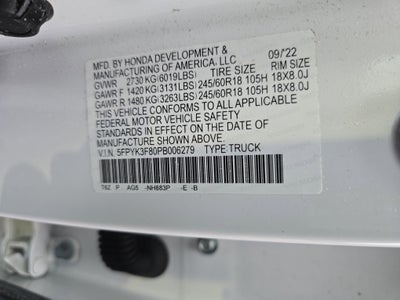 MFD. BY HONDA DEVELOPMENT & 09/'22
MANUFACTURING OF AMERICA, LLC
GVWR 2730 KG (6019LBS) TIRE SIZE RIM SIZE
GAWR F 1420 KG (3131LBS) 245/60R18 105H 18X8.0J
GAWR R 1480 KG (3263LBS) 245/60R18 105H 18X8.0J
THIS VEHICLE CONFORMS TO ALL APPLICABLE
FEDERAL MOTOR VEHICLE SAFETY
STANDARDS IN EFFECT ON THE DATE OF
MANUFACTURE SHOWN ABOVE.
V.I.N. 5FPYK3F80PB006279 TYPE TRUCK
T6Z P AG5 -NH883P -E -B